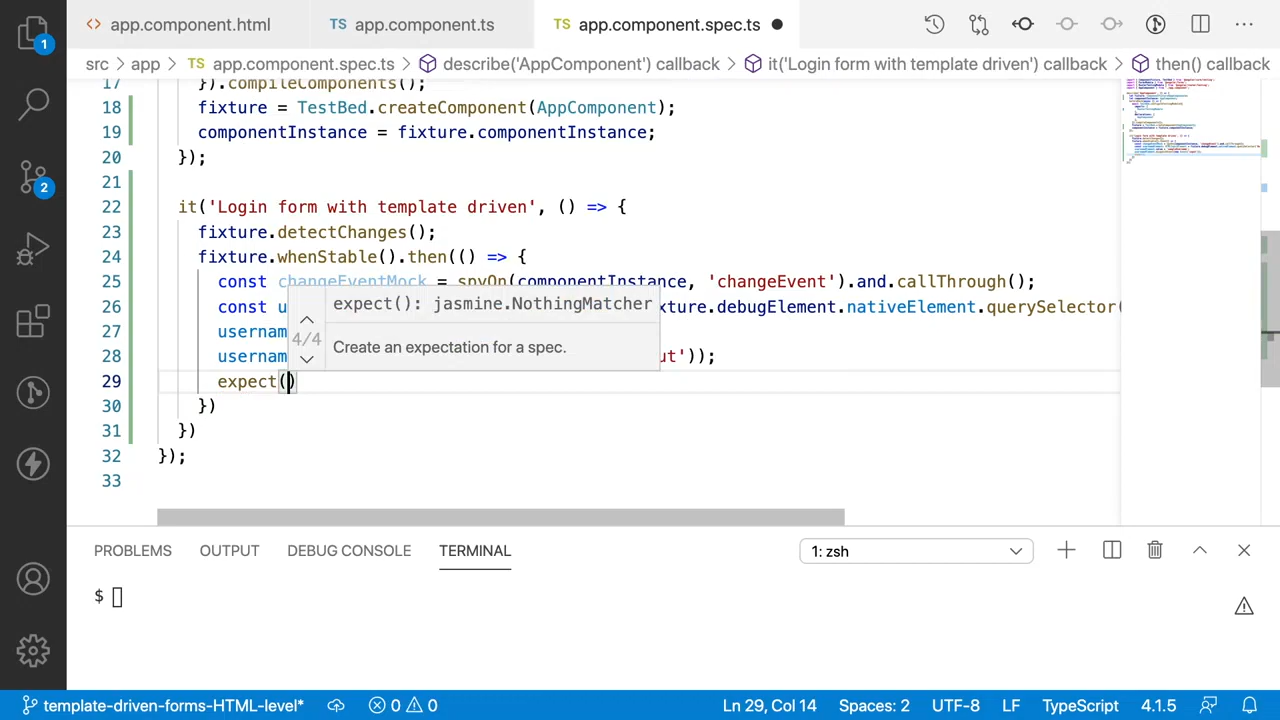 1
<> app.component.html TS app.component.ts TS app.component.spec.ts ● ···
src > app > TS app.component.spec.ts > describe('AppComponent') callback > it('Login form with template driven') callback > then() callback
17 }).compileComponents();
18 fixture = TestBed.createComponent(AppComponent);
19 componentInstance = fixture.componentInstance;
20 });
21
22 it('Login form with template driven', () => {
23 fixture.detectChanges();
24 fixture.whenStable().then(() => {
25 const changeEventMock = spyOn(componentInstance, 'changeEvent').and.callThrough();
26 const u xture.debugElement.nativeElement.querySelector(
27 usernam
28 usernam ut'));
29 expect()
30 })
31 })
32 });
33
expect(): jasmine.NothingMatcher
4/4
Create an expectation for a spec.
2
PROBLEMS OUTPUT DEBUG CONSOLE TERMINAL 1: zsh
$
template-driven-forms-HTML-level* 0 0 Ln 29, Col 14 Spaces: 2 UTF-8 LF TypeScript 4.1.5